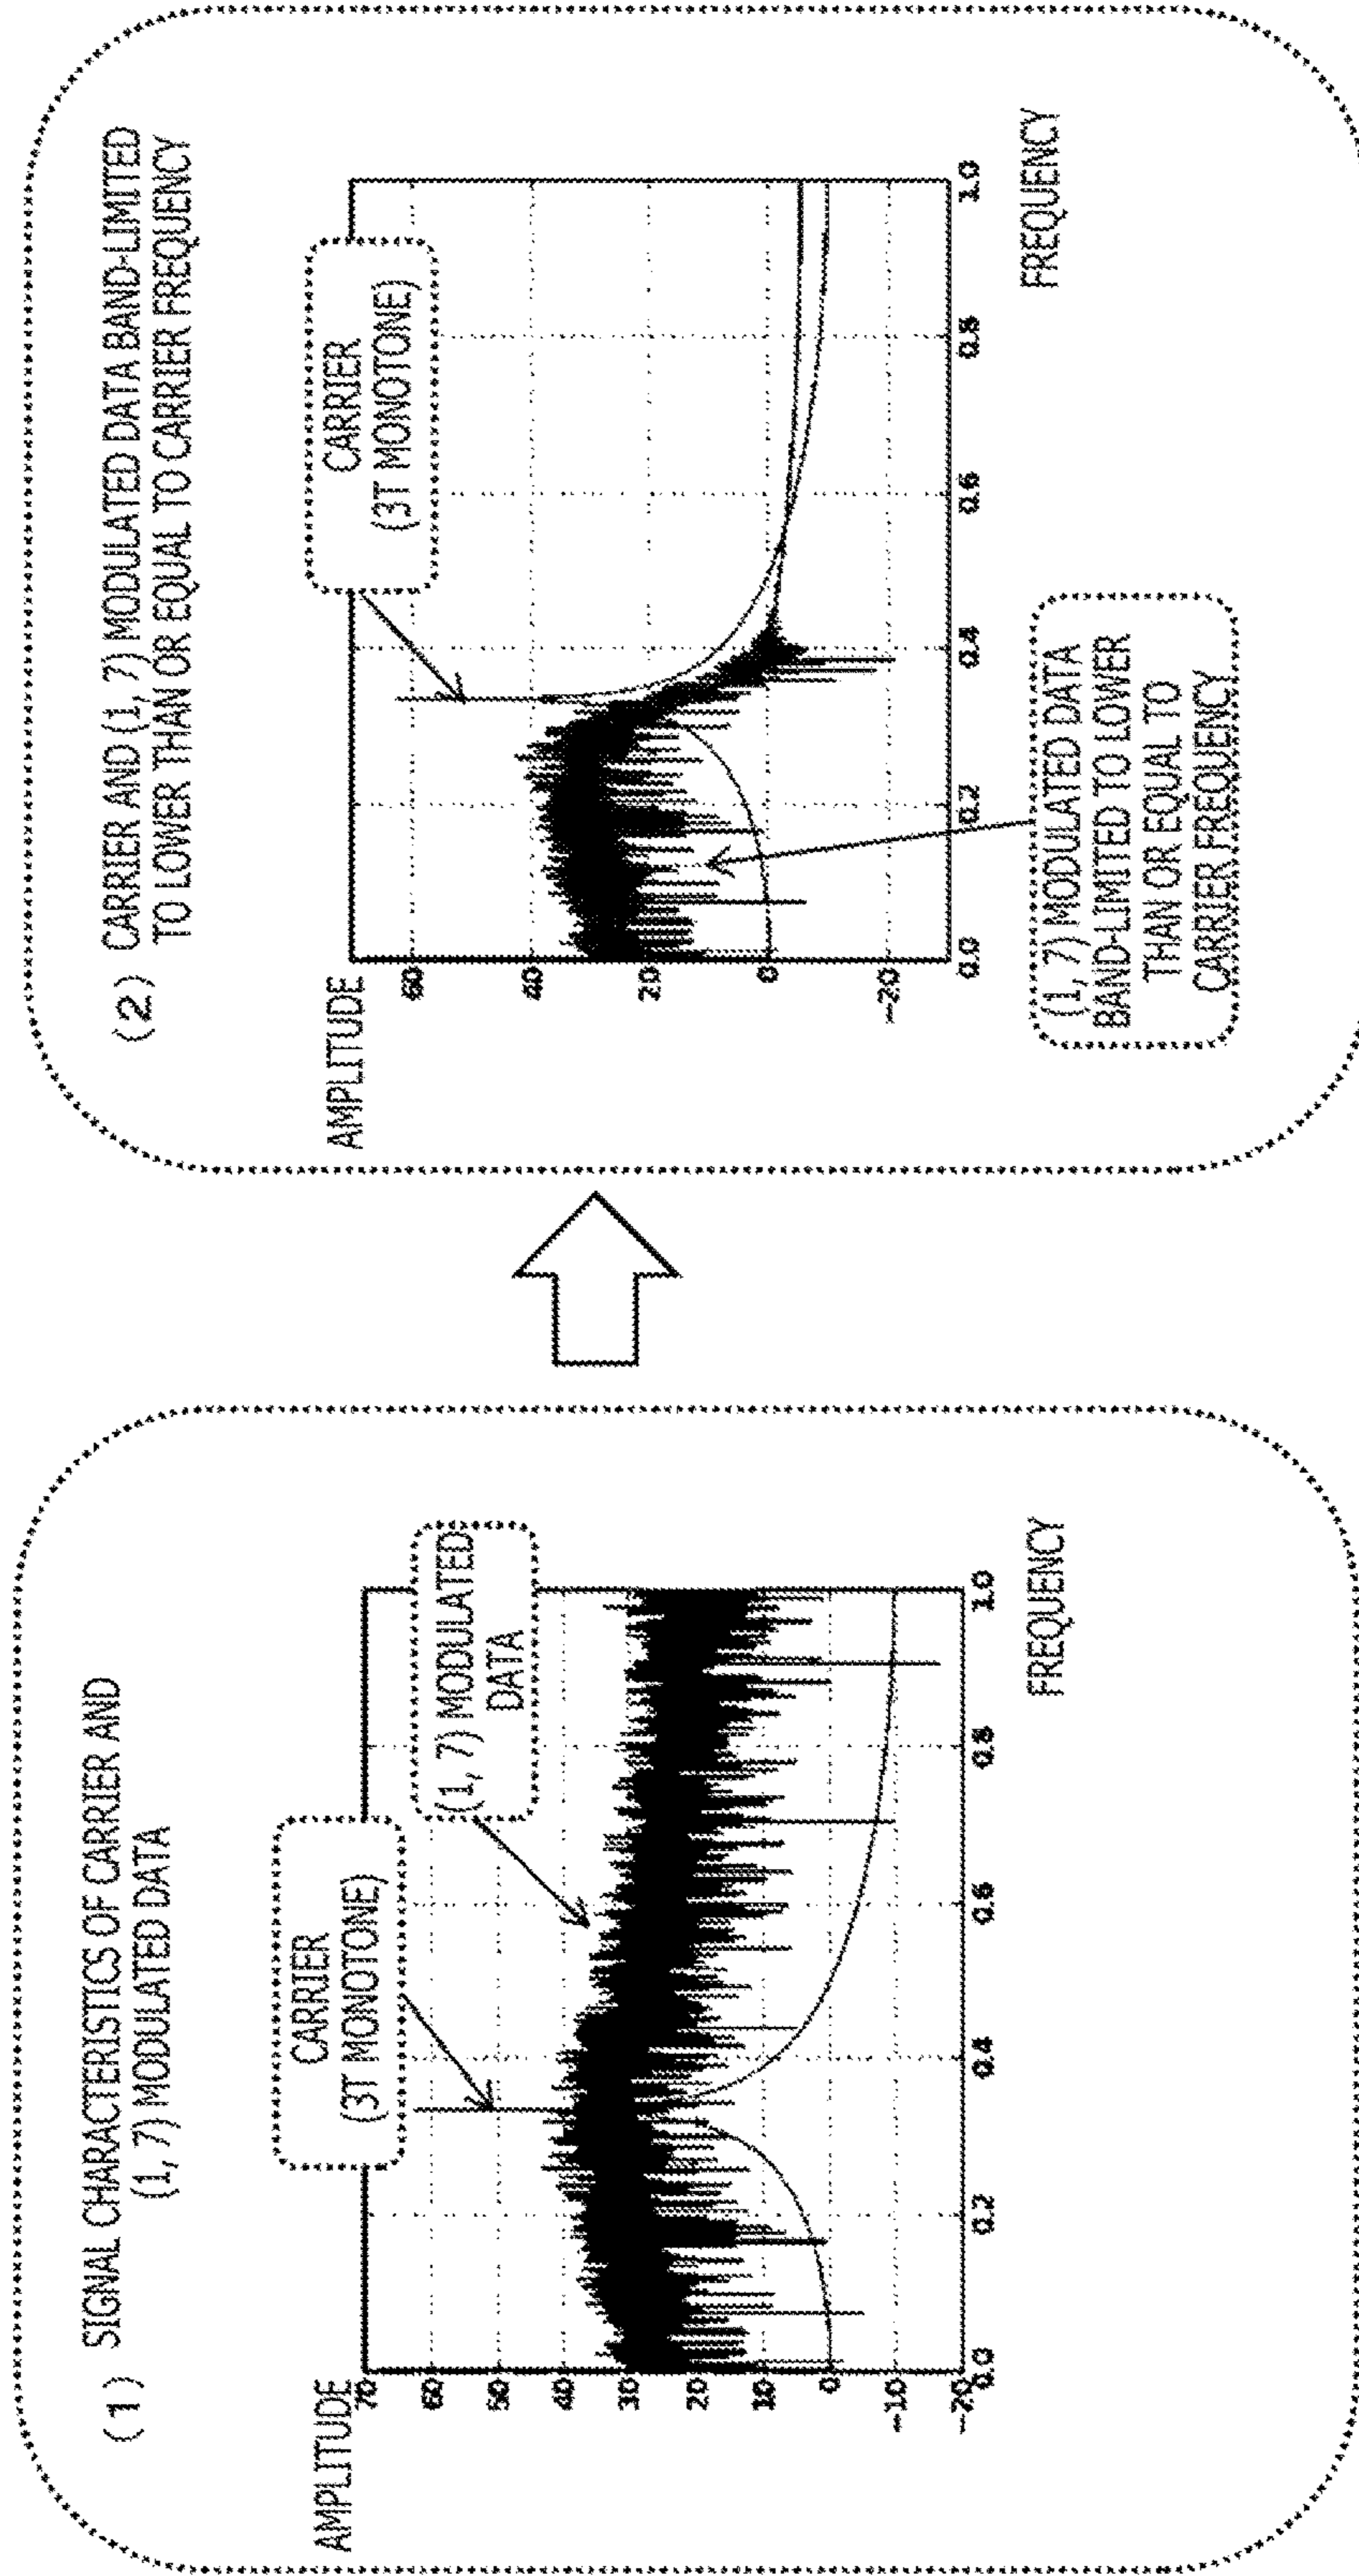 (1) SIGNAL CHARACTERISTICS OF CARRIER AND
(1, 7) MODULATED DATA
AMPLITUDE
CARRIER
(3T MONOTONE)
(1, 7) MODULATED
DATA
70
60
50
40
30
20
10
0
-10
-20
0.0 0.2 0.4 0.6 0.8 1.0
FREQUENCY
(2) CARRIER AND (1, 7) MODULATED DATA BAND-LIMITED
TO LOWER THAN OR EQUAL TO CARRIER FREQUENCY
AMPLITUDE
CARRIER
(3T MONOTONE)
60
40
20
0
-20
0.0 0.2 0.4 0.6 0.8 1.0
FREQUENCY
(1, 7) MODULATED DATA
BAND-LIMITED TO LOWER
THAN OR EQUAL TO
CARRIER FREQUENCY